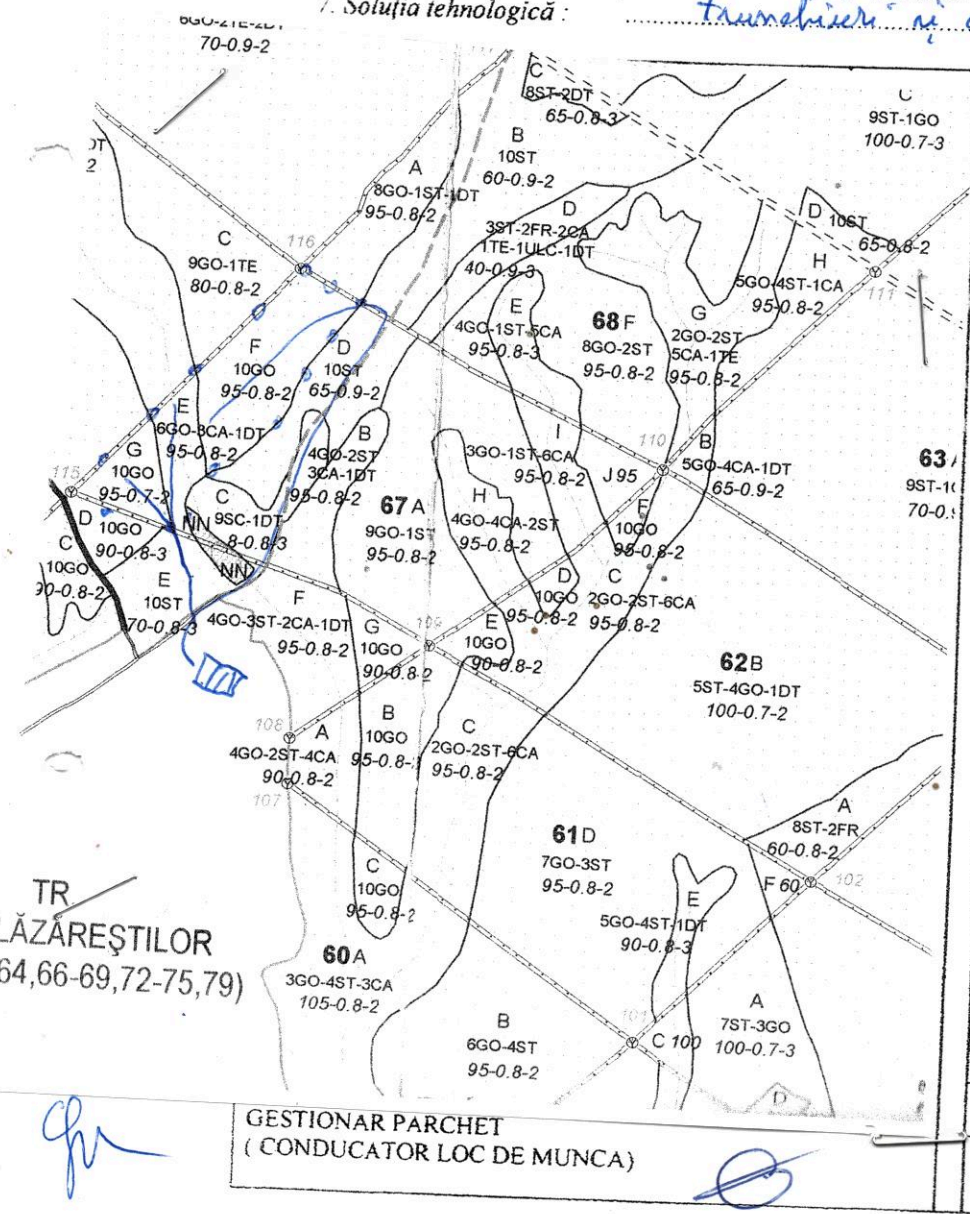 7. Soluția tehnologică :
trunchieri și
6GO-2TE-2DT
70-0.9-2
C
8ST-2DT
65-0.8-3
C
9ST-1GO
100-0.7-3
B
10ST
60-0.9-2
A
8GO-1ST-1DT
95-0.8-2
D
3ST-2FR-2CA
1TE-1ULC-1DT
40-0.9-3
D 10ST
65-0.8-2
C
9GO-1TE
80-0.8-2
116
H
5GO-4ST-1CA
95-0.8-2
111
E
4GO-1ST-5CA
95-0.8-3
68 F
8GO-2ST
95-0.8-2
G
2GO-2ST
5CA-1TE
95-0.8-2
F
10GO
95-0.8-2
D
10ST
65-0.9-2
E
6GO-3CA-1DT
95-0.8-2
B
4GO-2ST
3CA-1DT
95-0.8-2
I
3GO-1ST-6CA
95-0.8-2
J 95
110
B
5GO-4CA-1DT
65-0.9-2
63 A
9ST-1G
70-0.9
115
G
10GO
95-0.7-2
C
9SC-1DT
8-0.8-3
NN
NN
67 A
9GO-1ST
95-0.8-2
H
4GO-4CA-2ST
95-0.8-2
F
10GO
95-0.8-2
D
10GO
90-0.8-3
C
10GO
90-0.8-2
E
10ST
70-0.8-3
F
4GO-3ST-2CA-1DT
95-0.8-2
D
10GO
95-0.8-2
C
2GO-2ST-6CA
95-0.8-2
G
10GO
90-0.8-2
109
E
10GO
90-0.8-2
62 B
5ST-4GO-1DT
100-0.7-2
108
A
4GO-2ST-4CA
90-0.8-2
107
B
10GO
95-0.8-2
C
2GO-2ST-6CA
95-0.8-2
A
8ST-2FR
60-0.8-2
61 D
7GO-3ST
95-0.8-2
F 60
102
C
10GO
95-0.8-2
E
5GO-4ST-1DT
90-0.8-3
TR.
LĂZĂREȘTILOR
64,66-69,72-75,79)
60 A
3GO-4ST-3CA
105-0.8-2
B
6GO-4ST
95-0.8-2
101
C 100
A
7ST-3GO
100-0.7-3
D
GESTIONAR PARCHET
( CONDUCATOR LOC DE MUNCA)